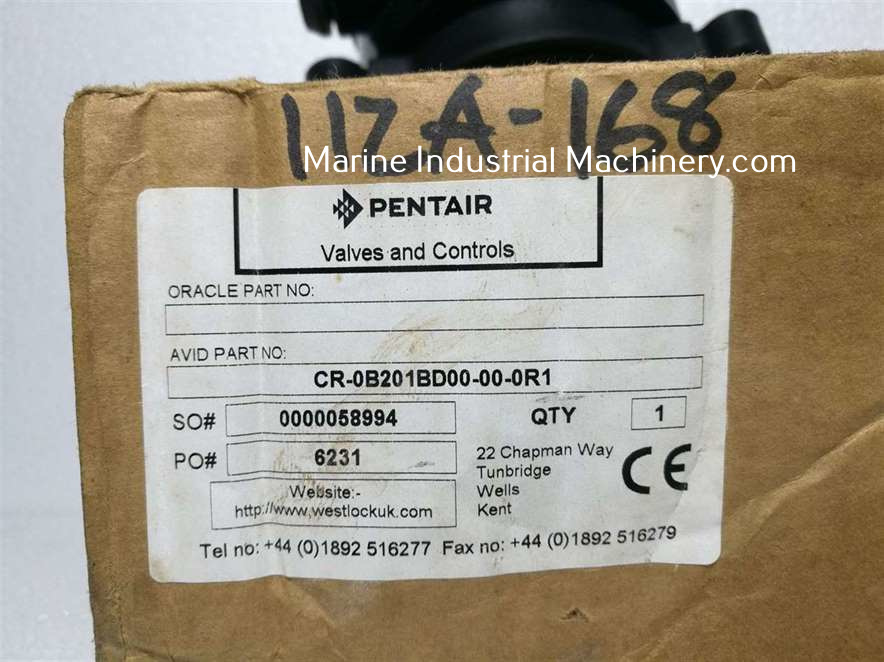 11ZA-168
Marine Industrial Machinery.com
PENTAIR
Valves and Controls
ORACLE PART NO:
AVID PART NO:
CR-0B201BD00-00-0R1
SO# 0000058994 QTY 1
PO# 6231
22 Chapman Way
Tunbridge
Wells
Kent
CE
Website:-
http://www.westlockuk.com
Tel no: +44 (0)1892 516277 Fax no: +44 (0)1892 516279